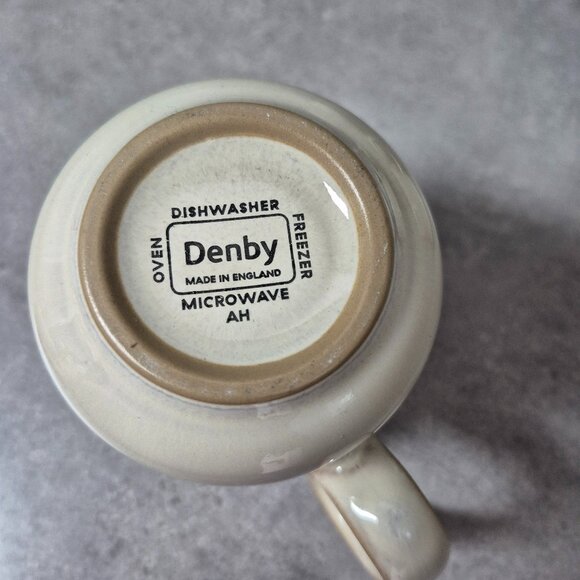 DISHWASHER
OVEN
Denby
MADE IN ENGLAND
FREEZER
MICROWAVE
AH